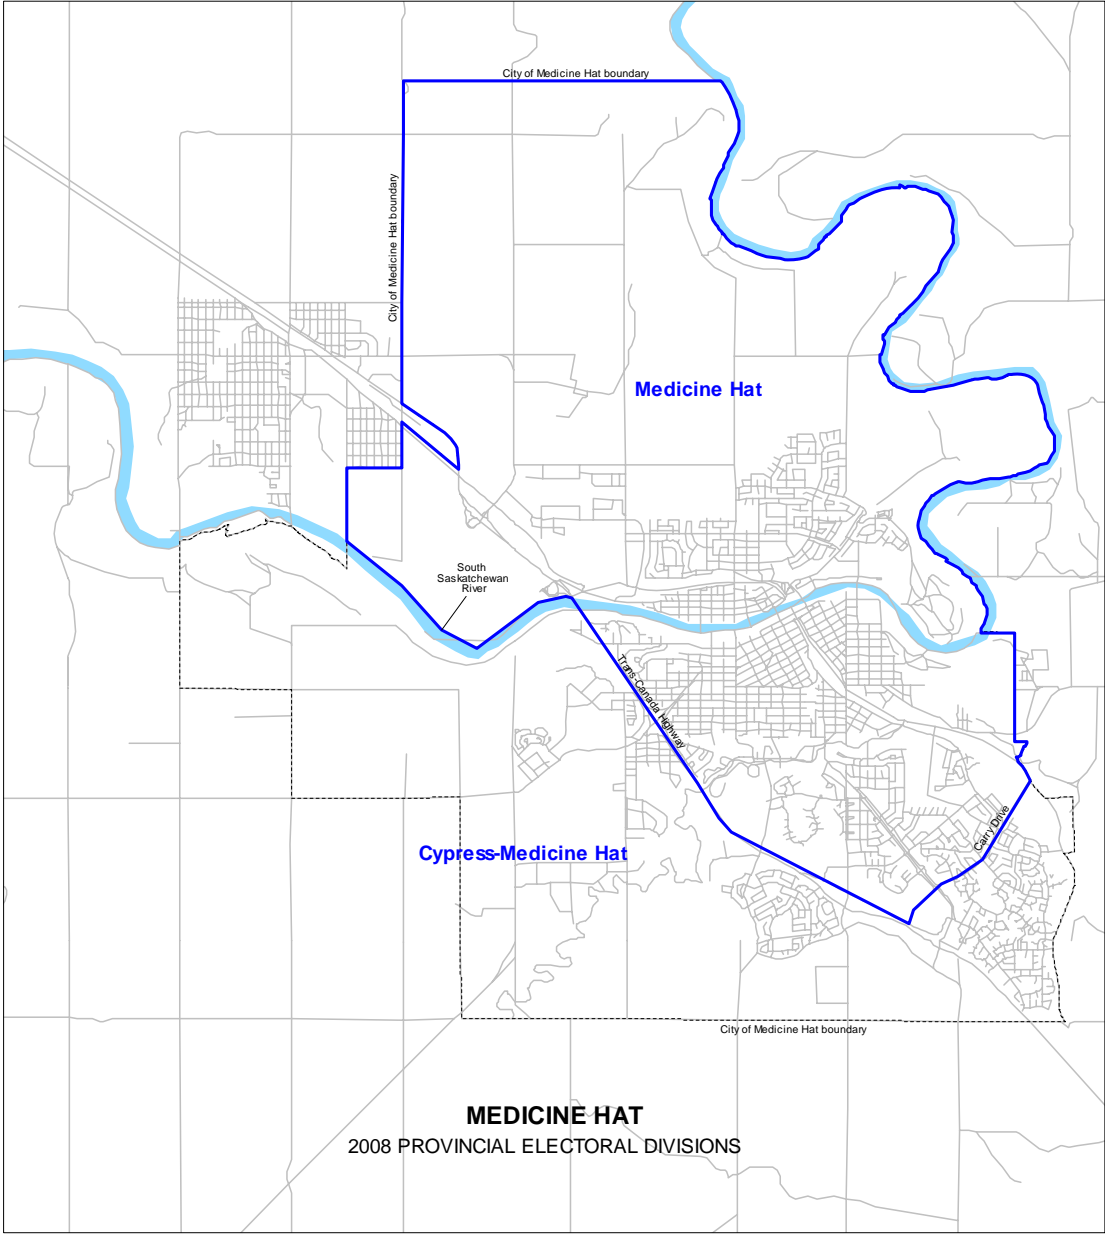 City of Medicine Hat boundary
City of Medicine Hat boundary
Medicine Hat
South
Saskatchewan
River
Trans-Canada Highway
Carry Drive
Cypress-Medicine Hat
City of Medicine Hat boundary
MEDICINE HAT
2008 PROVINCIAL ELECTORAL DIVISIONS